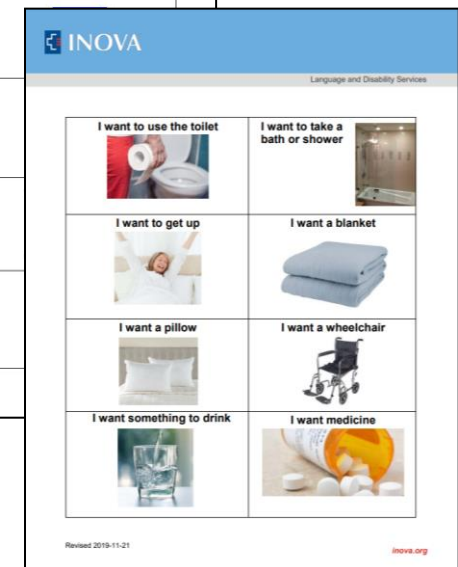 INOVA
Language and Disability Services
I want to use the toilet
I want to take a
bath or shower
I want to get up
I want a blanket
I want a pillow
I want a wheelchair
I want something to drink
I want medicine
Revised 2019-11-21
inova.org